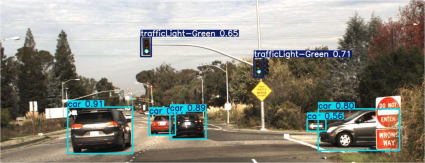 trafficLight-Green 0.65
trafficLight-Green 0.71
car 0.91
car
car 0.89
car 0.80
car 0.56
DO NOT
ENTER
WRONG
WAY